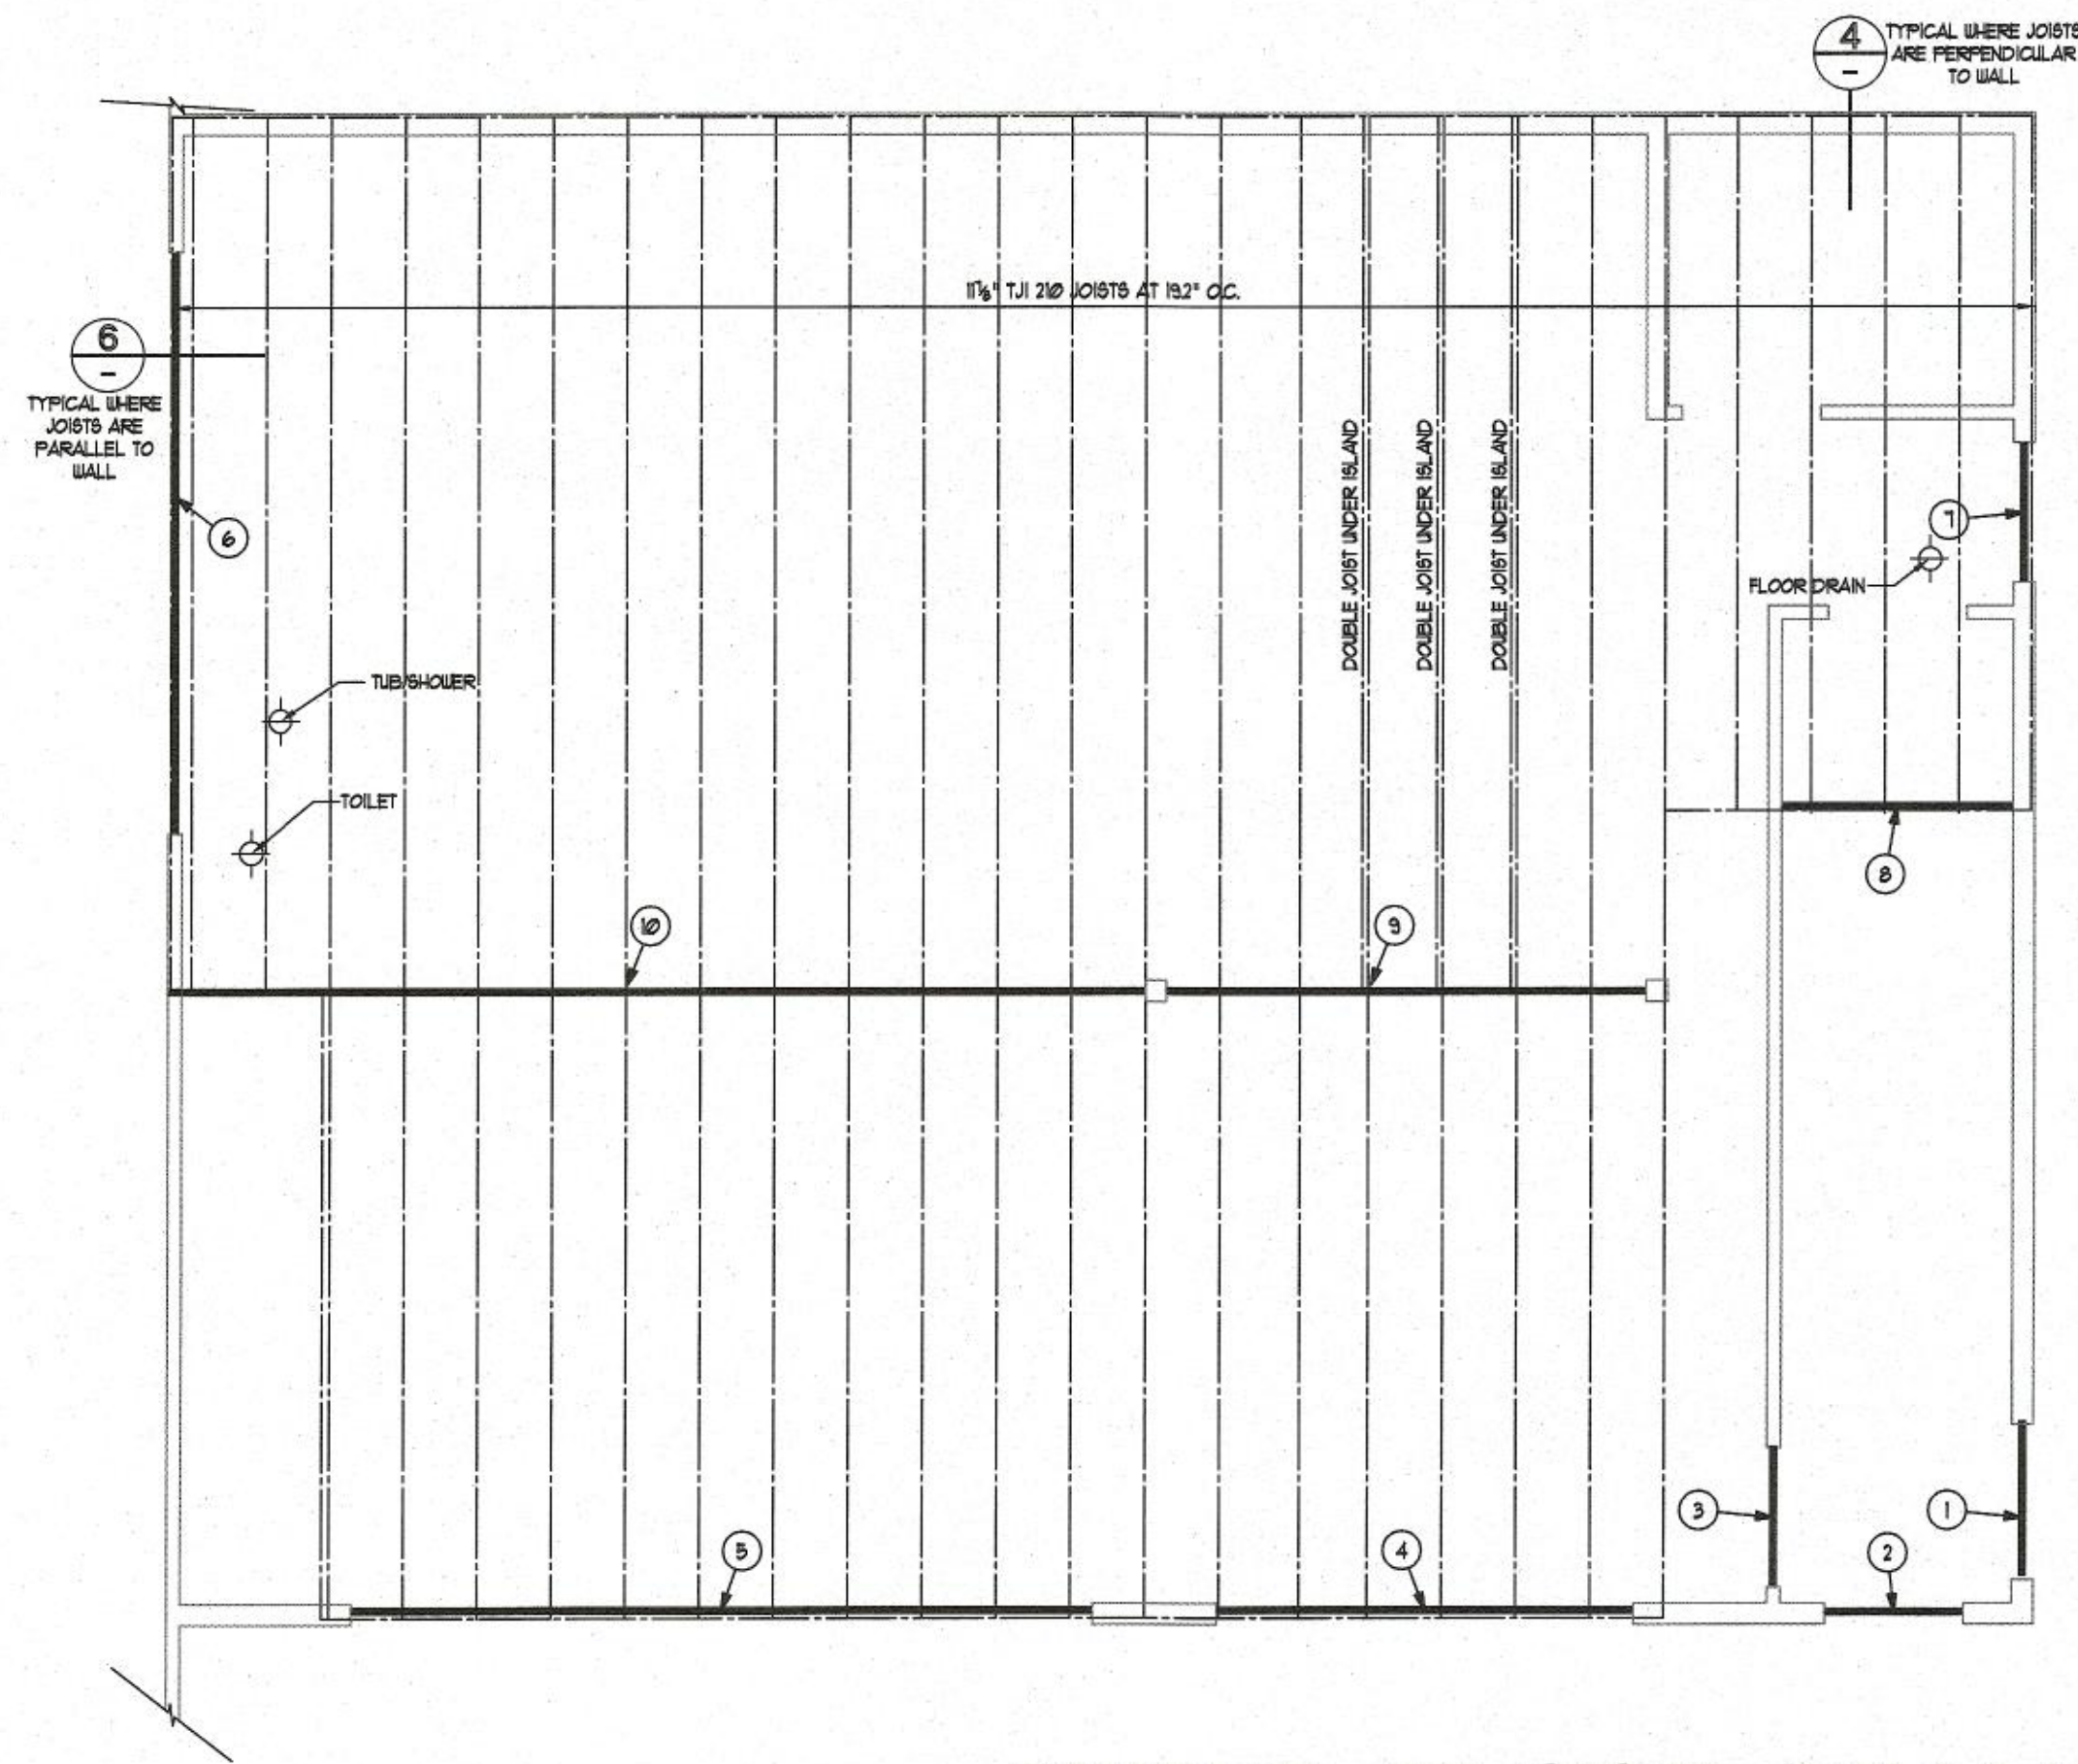 4
-
TYPICAL WHERE JOISTS
ARE PERPENDICULAR
TO WALL
11⅞" TJI 210 JOISTS AT 19.2" O.C.
6
-
TYPICAL WHERE
JOISTS ARE
PARALLEL TO
WALL
6
DOUBLE JOIST UNDER ISLAND
DOUBLE JOIST UNDER ISLAND
DOUBLE JOIST UNDER ISLAND
7
FLOOR DRAIN
TUB/SHOWER
TOILET
8
10
9
3
1
5
4
2